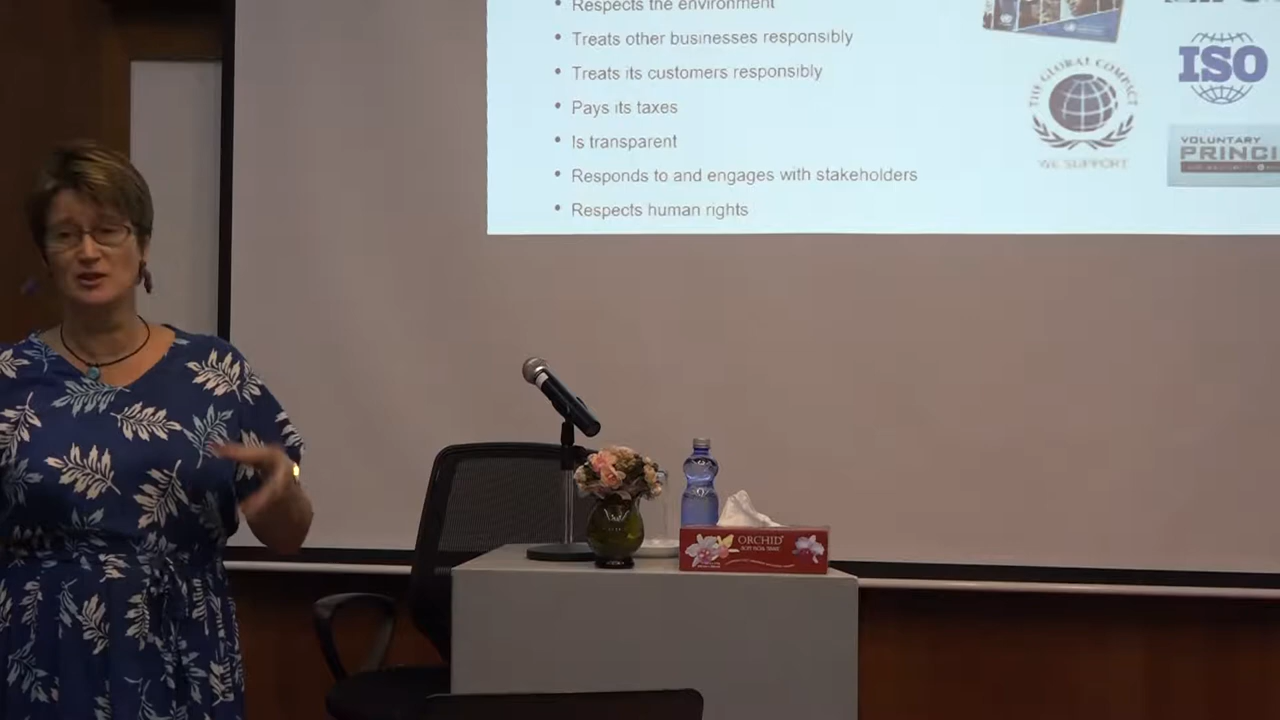 Respects the environment
Treats other businesses responsibly
Treats its customers responsibly
Pays its taxes
Is transparent
Responds to and engages with stakeholders
Respects human rights
THE GLOBAL COMPACT
WE SUPPORT
ISO
VOLUNTARY
PRINCI
ORCHID